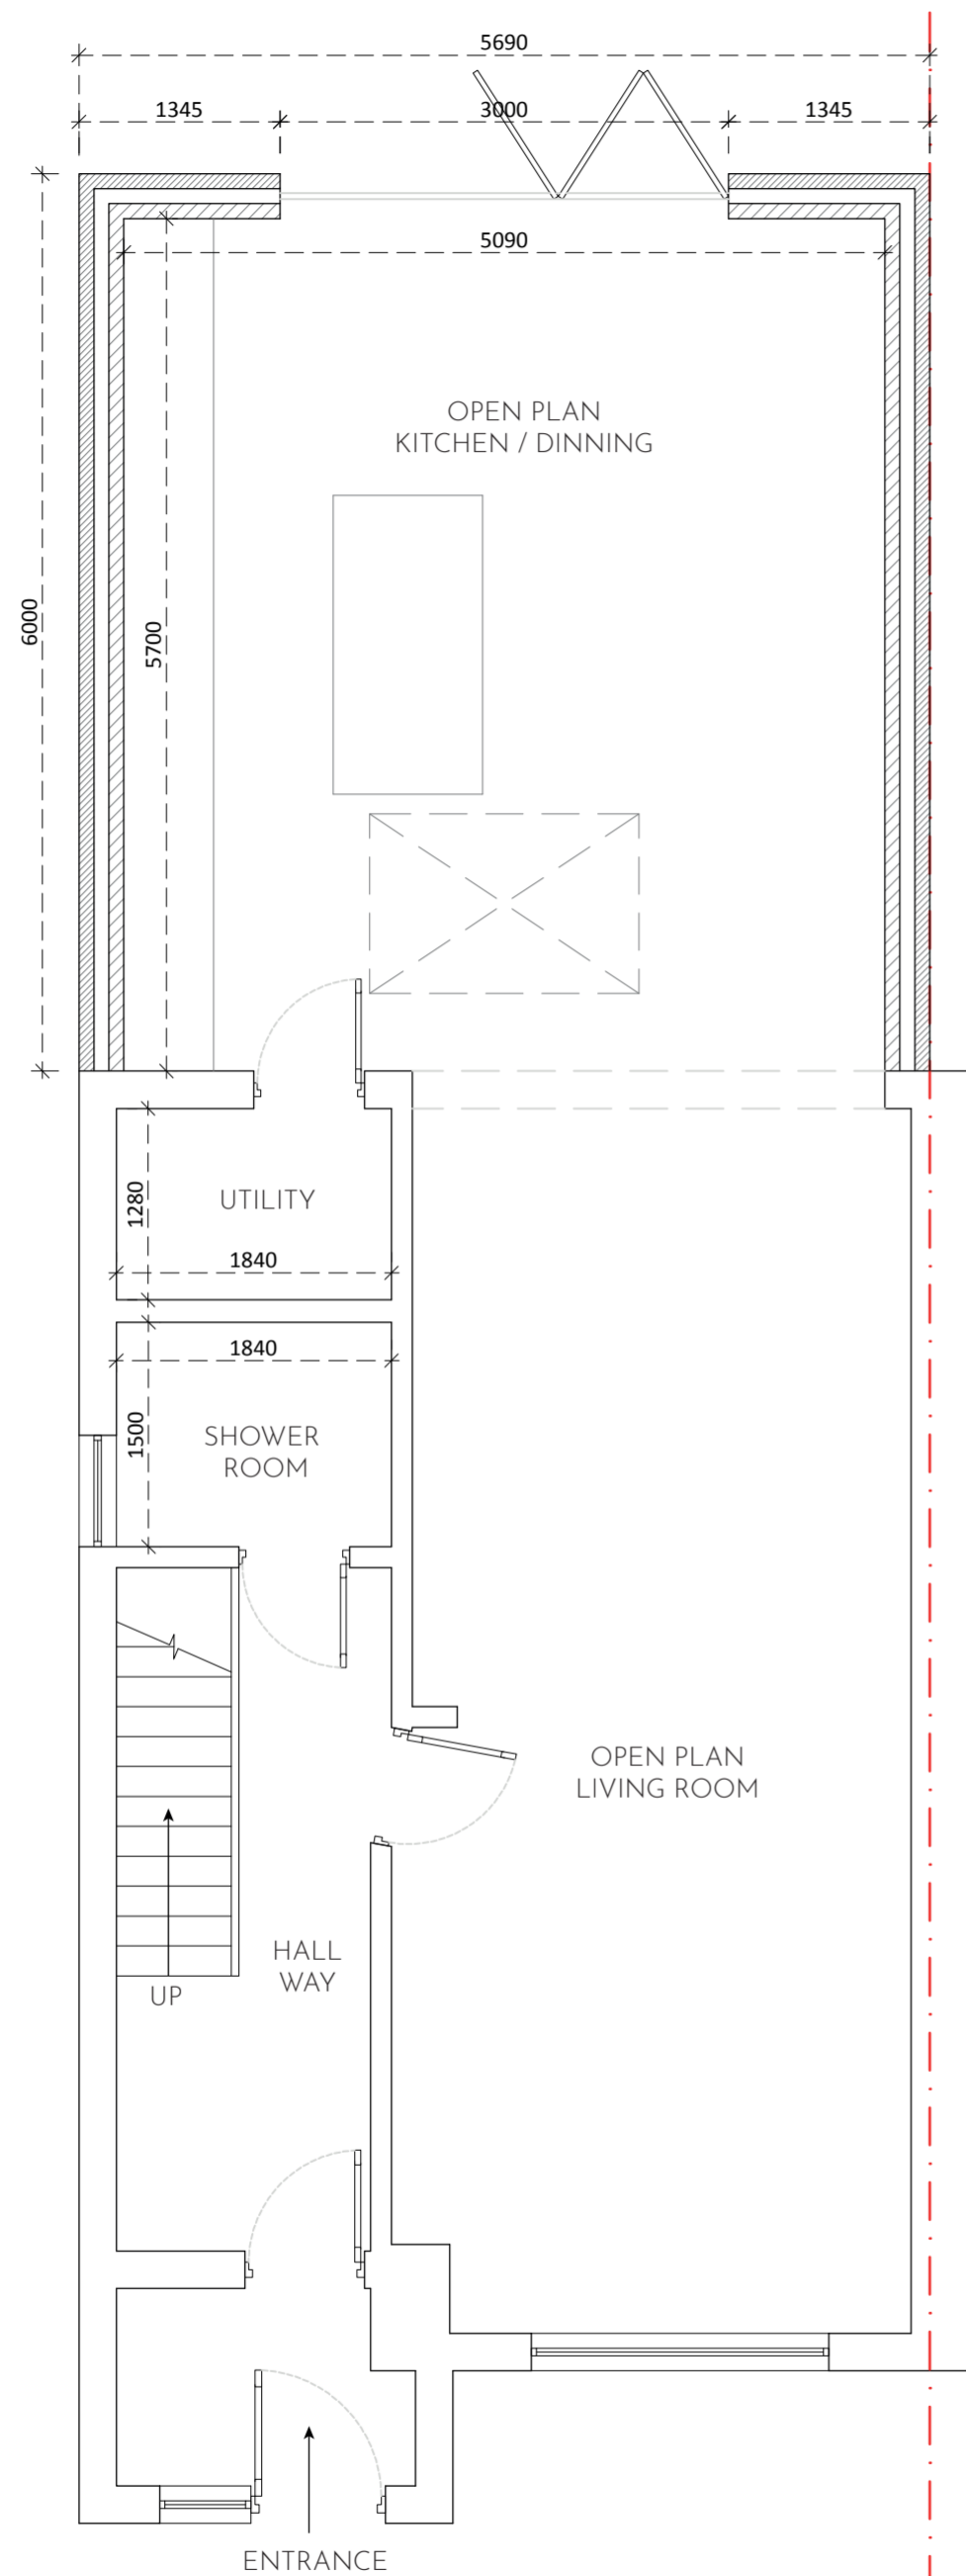 5690
1345
3000
1345
5090
OPEN PLAN
KITCHEN / DINNING
6000
5700
UTILITY
1280
1840
1840
SHOWER
ROOM
1500
OPEN PLAN
LIVING ROOM
HALL
WAY
UP
ENTRANCE